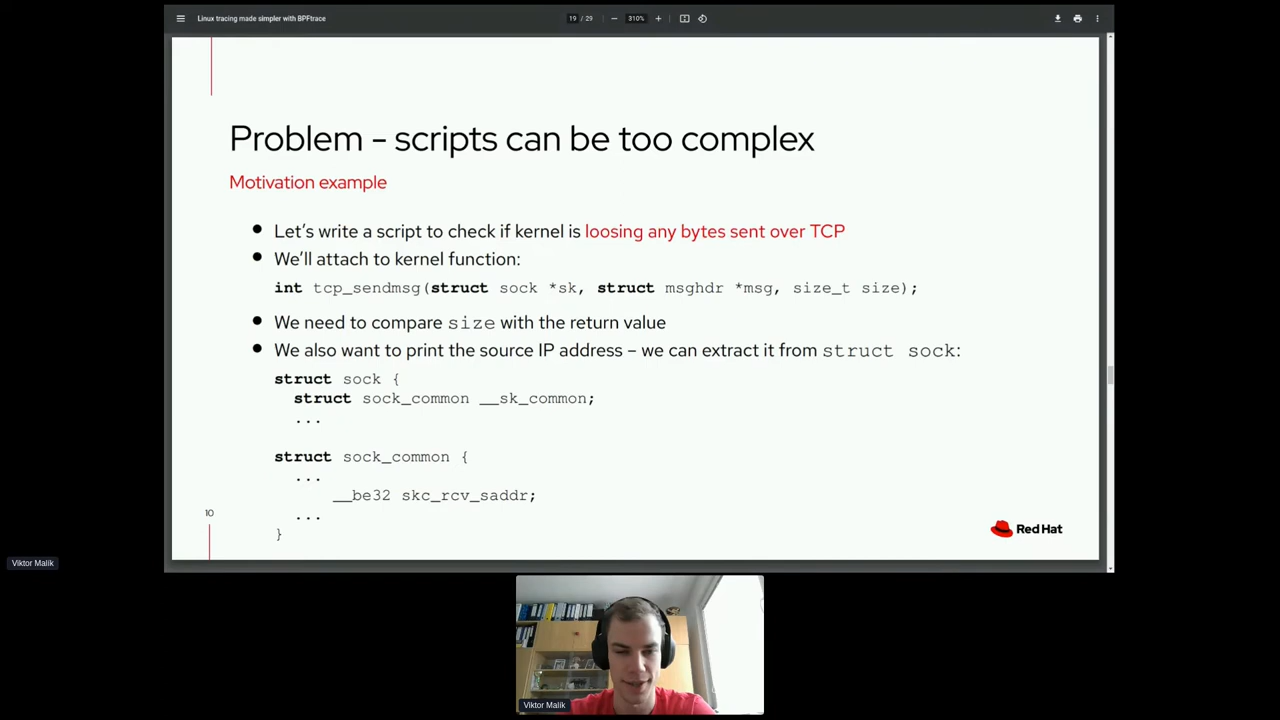 Linux tracing made simpler with BPFtrace
19 / 29
310%
Problem - scripts can be too complex
Motivation example
Let's write a script to check if kernel is loosing any bytes sent over TCP
We'll attach to kernel function:
int tcp_sendmsg(struct sock *sk, struct msghdr *msg, size_t size);
We need to compare size with the return value
We also want to print the source IP address – we can extract it from struct sock:
struct sock {
struct sock_common __sk_common;
...
struct sock_common {
...
__be32 skc_rcv_saddr;
...
}
10
Red Hat
Viktor Malík
Viktor Malík